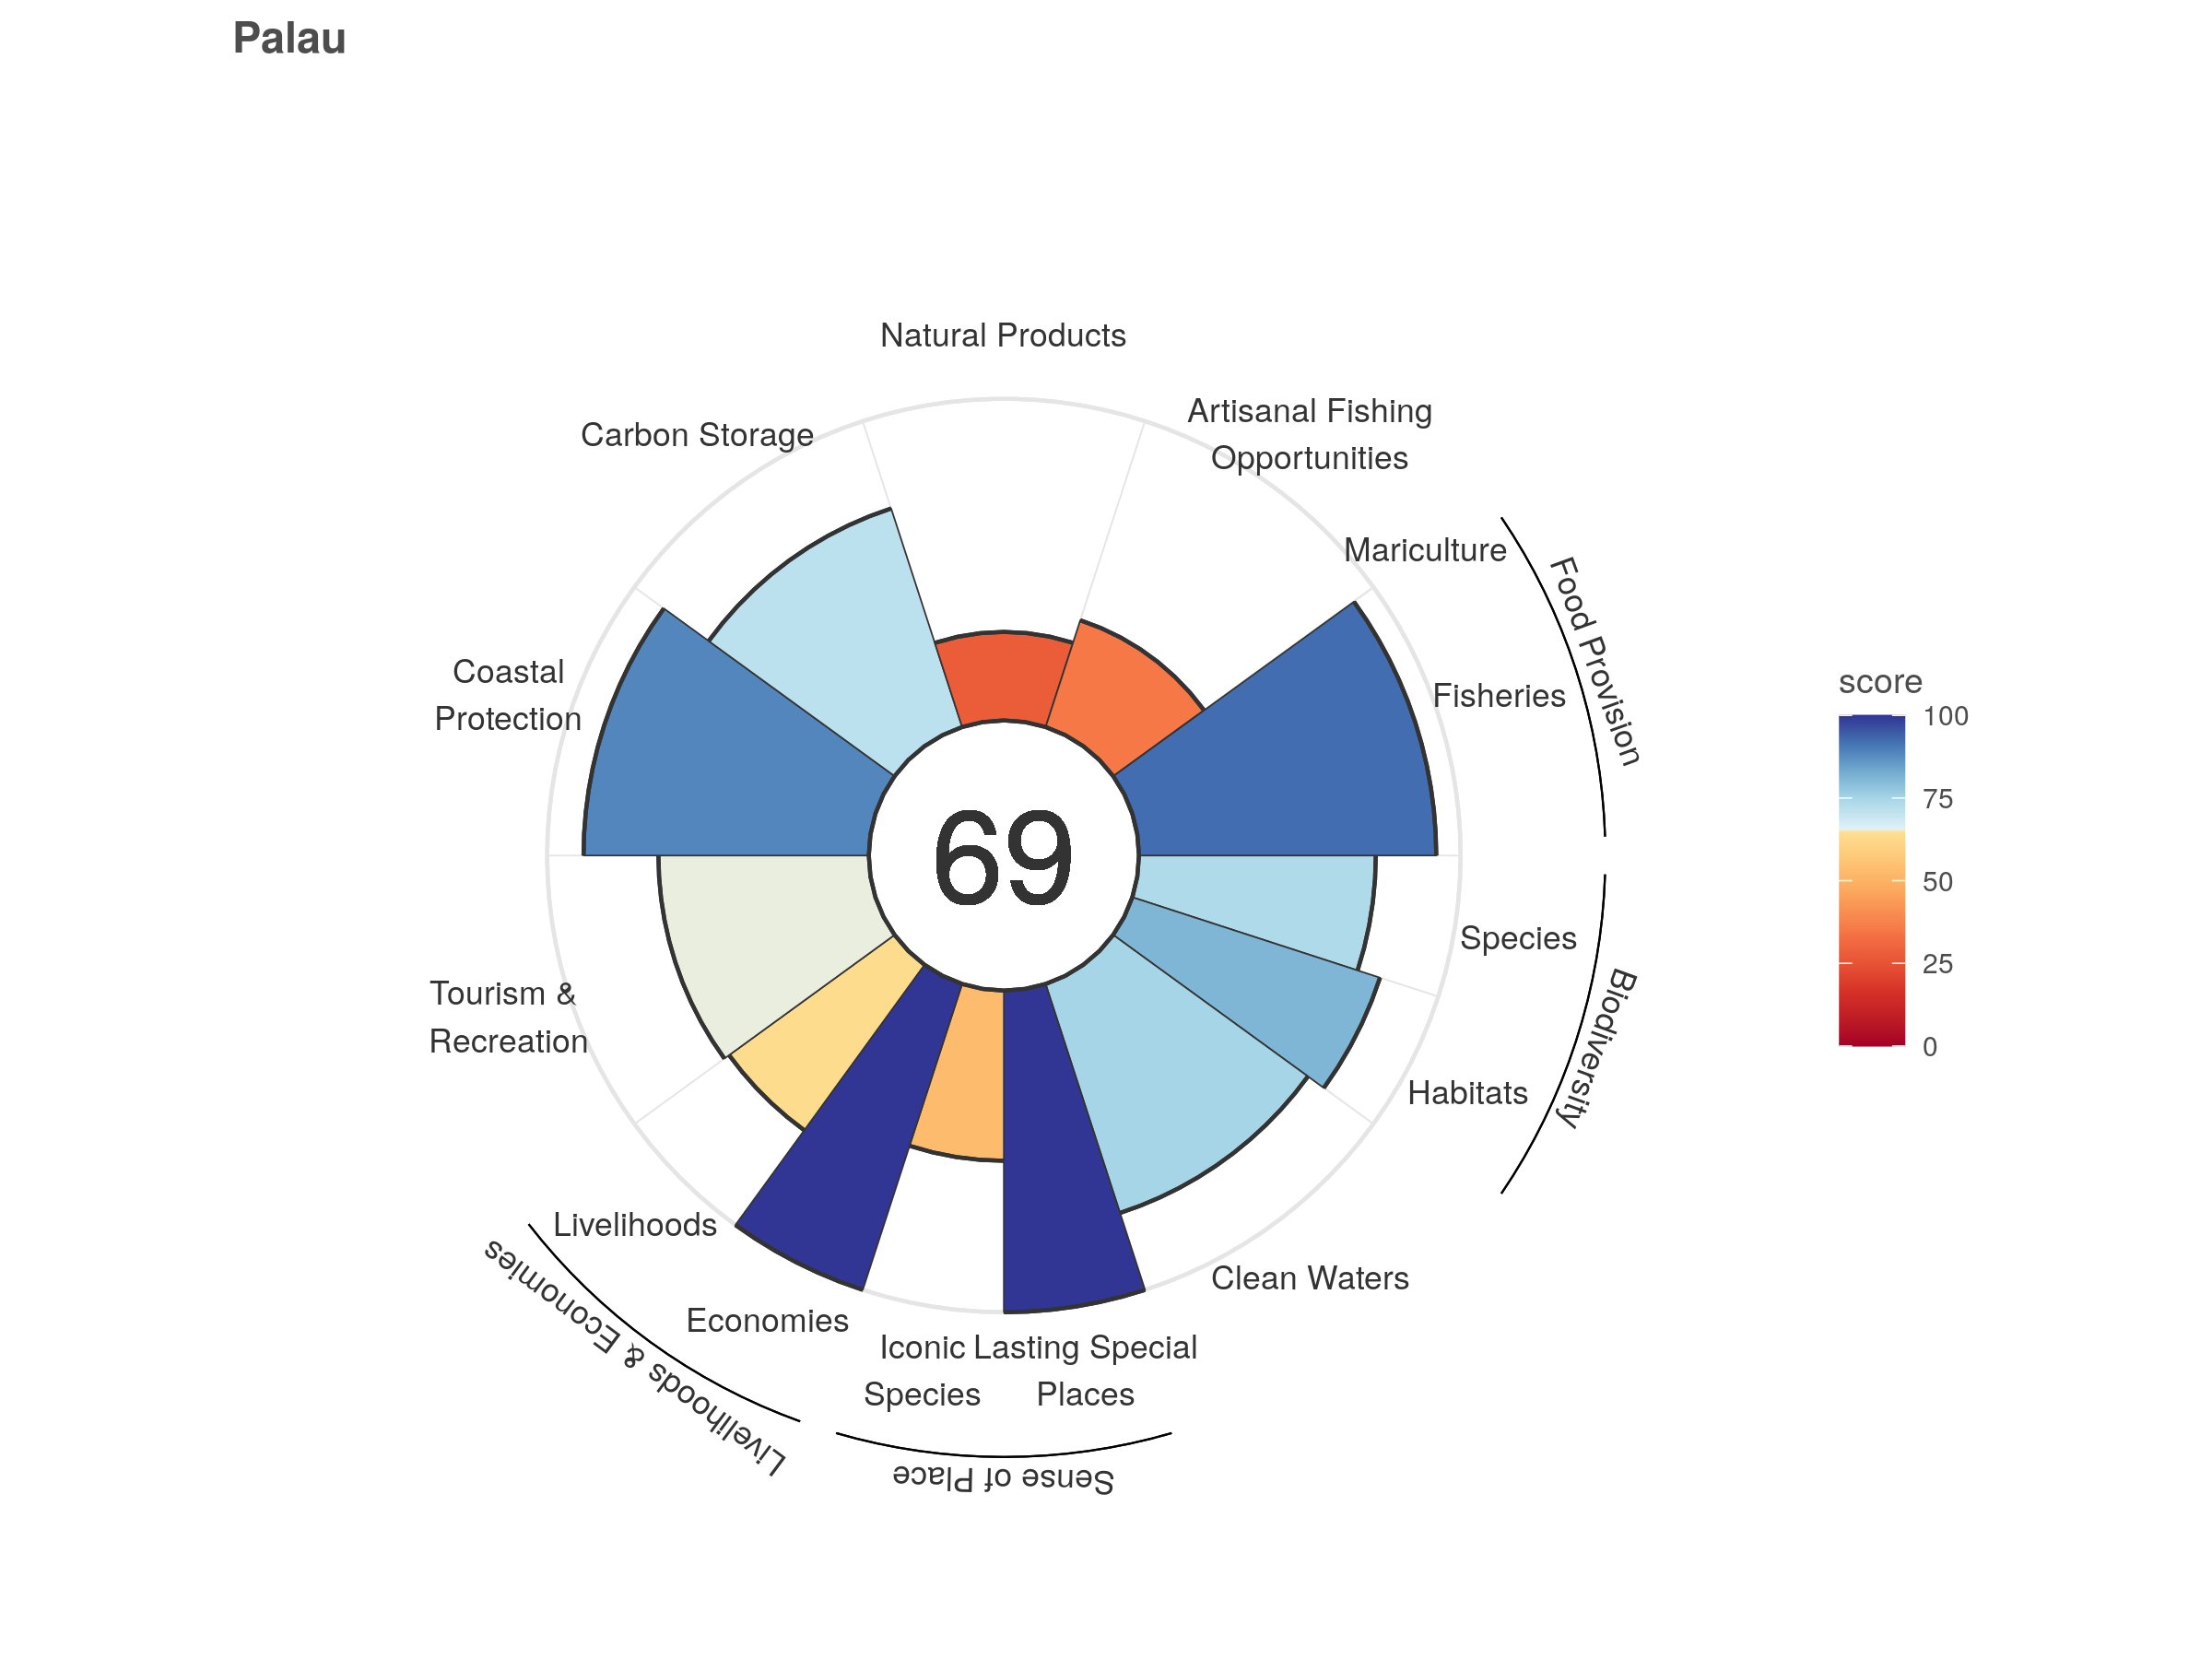 Palau
Natural Products
Artisanal Fishing
Opportunities
Carbon Storage
Mariculture
Food Provision
Fisheries
Coastal
Protection
score
100
75
50
25
0
69
Species
Biodiversity
Habitats
Tourism &
Recreation
Livelihoods
Livelihoods & Economies
Economies
Clean Waters
Iconic
Species
Lasting Special
Places
Sense of Place